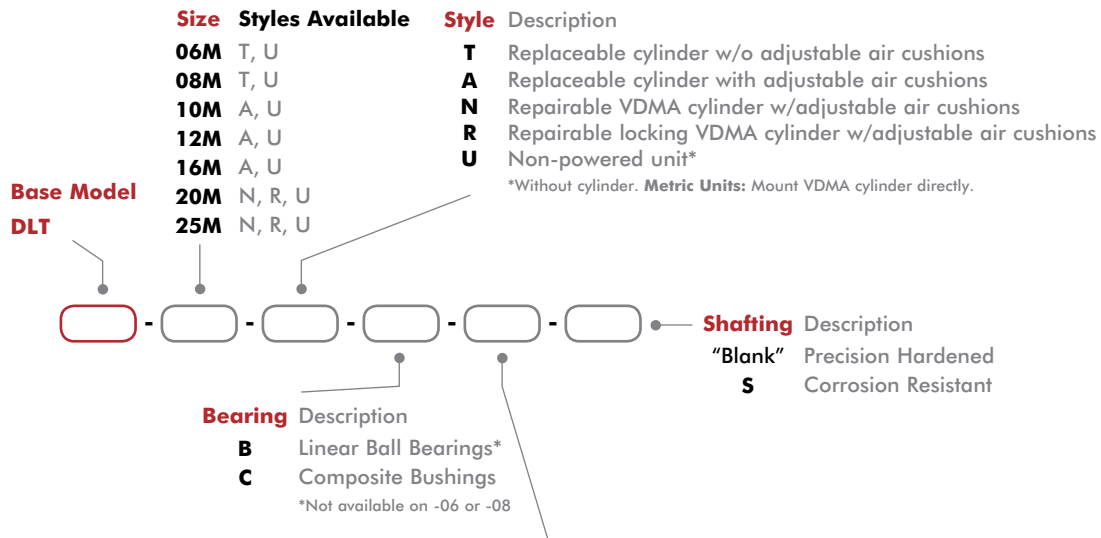 Size Styles Available
06M T, U
08M T, U
10M A, U
12M A, U
16M A, U
20M N, R, U
25M N, R, U
Style Description
T Replaceable cylinder w/o adjustable air cushions
A Replaceable cylinder with adjustable air cushions
N Repairable VDMA cylinder w/adjustable air cushions
R Repairable locking VDMA cylinder w/adjustable air cushions
U Non-powered unit*
*Without cylinder. Metric Units: Mount VDMA cylinder directly.
Base Model
DLT
- - - - -
Shafting Description
"Blank" Precision Hardened
S Corrosion Resistant
Bearing Description
B Linear Ball Bearings*
C Composite Bushings
*Not available on -06 or -08